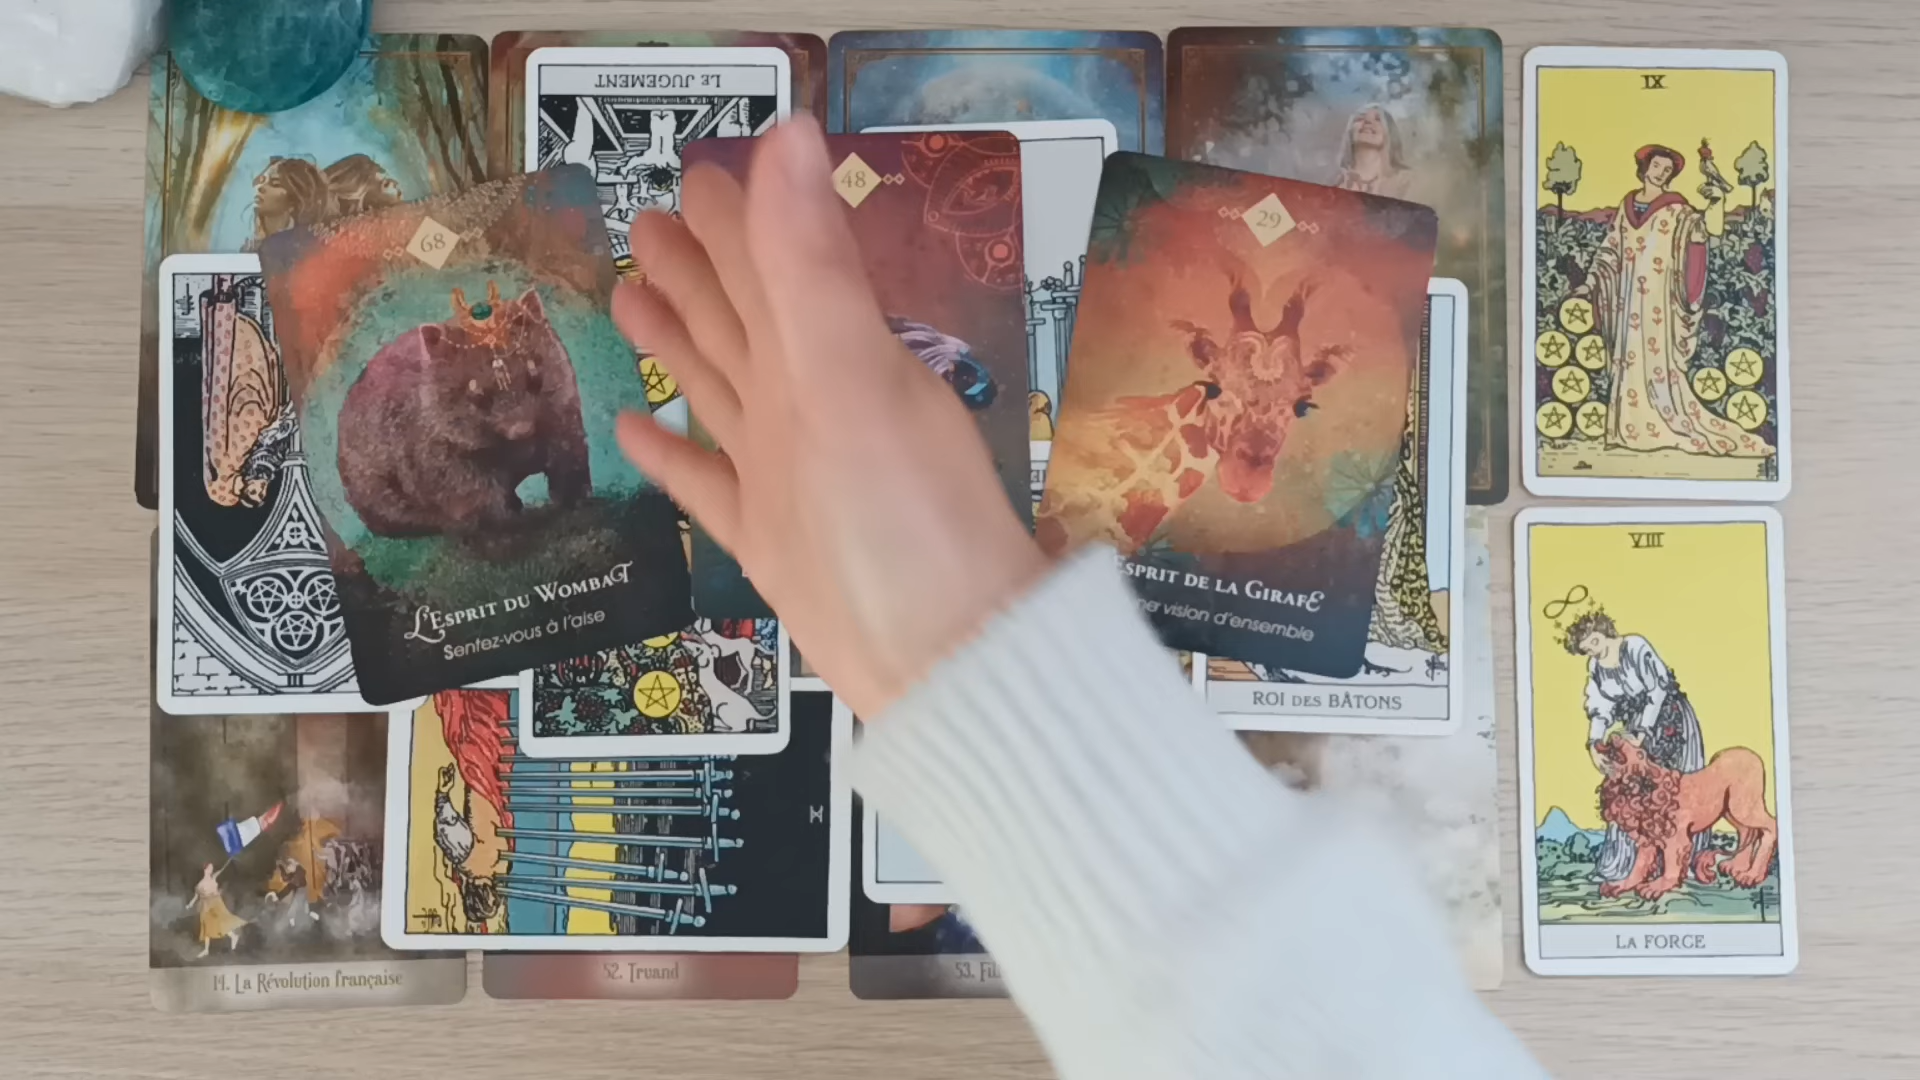 IX
LE JUGEMENT
68
48
29
L'ESPRIT DU WOMBAT
Sentez-vous à l'aise
ESPRIT DE LA GIRAFE
vision d'ensemble
VIII
ROI DES BÂTONS
X
LA FORCE
14. La Révolution française
52. Truand
53.